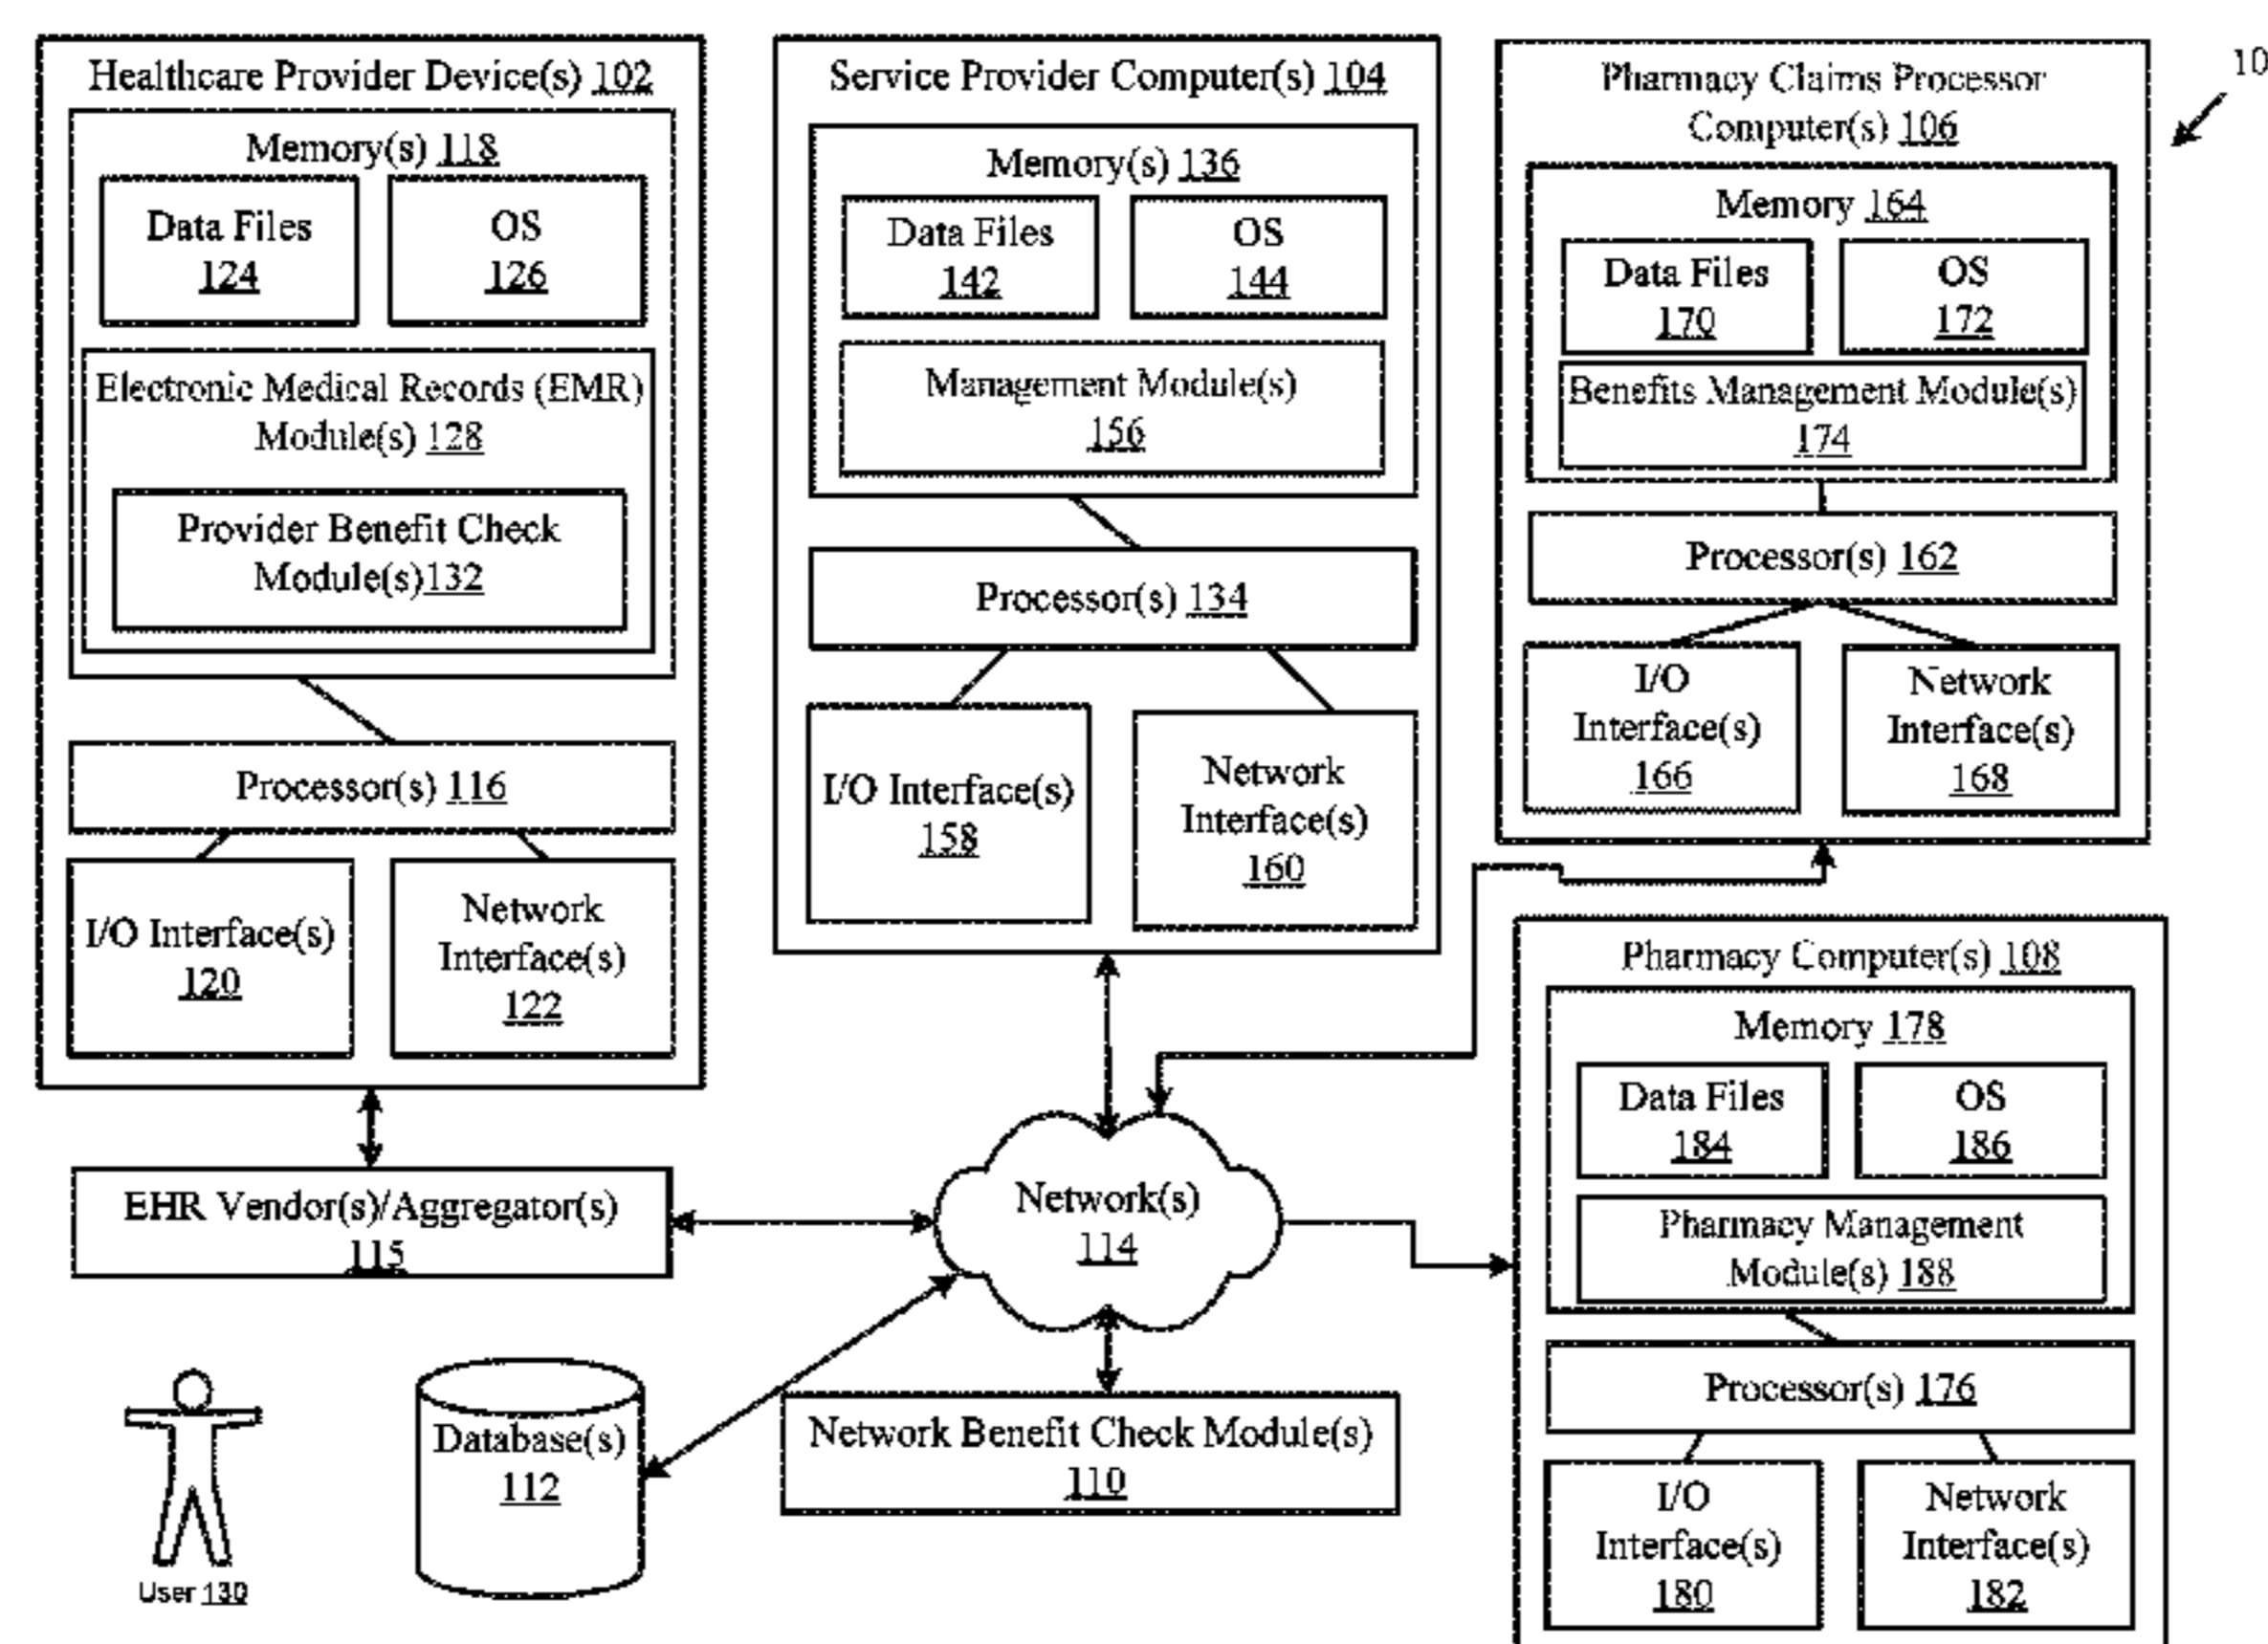 Healthcare Provider Device(s) 102
Memory(s) 118
Data Files
124
OS
126
Electronic Medical Records (EMR)
Module(s) 128
Provider Benefit Check
Module(s)132
Processor(s) 116
I/O Interface(s)
120
Network
Interface(s)
122
Service Provider Computer(s) 104
Memory(s) 136
Data Files
142
OS
144
Management Module(s)
156
Processor(s) 134
I/O Interface(s)
158
Network
Interface(s)
160
Pharmacy Claims Processor
Computer(s) 106
Memory 164
Data Files
170
OS
172
Benefits Management Module(s)
174
Processor(s) 162
I/O
Interface(s)
166
Network
Interface(s)
168
10
Pharmacy Computer(s) 108
Memory 178
Data Files
184
OS
186
Pharmacy Management
Module(s) 188
Processor(s) 176
I/O
Interface(s)
180
Network
Interface(s)
182
EHR Vendor(s)/Aggregator(s)
115
Network(s)
114
User 130
Database(s)
112
Network Benefit Check Module(s)
110